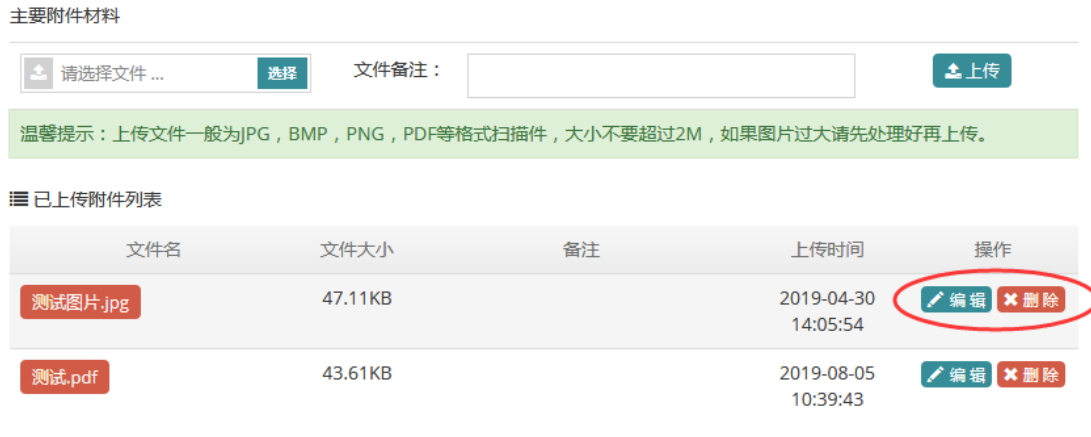 主要附件材料
请选择文件 ... 选择 文件备注： 上传
温馨提示：上传文件一般为JPG，BMP，PNG，PDF等格式扫描件，大小不要超过2M，如果图片过大请先处理好再上传。
已上传附件列表
文件名 文件大小 备注 上传时间 操作
测试图片.jpg 47.11KB 2019-04-30 编辑 删除
14:05:54
测试.pdf 43.61KB 2019-08-05 编辑 删除
10:39:43